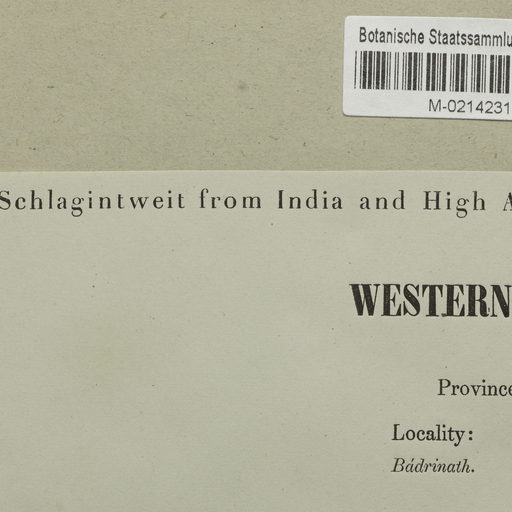 Botanische Staatssammlu
M-0214231
Schlagintweit from India and High A
WESTERN
Province
Locality:
Bádrinath.